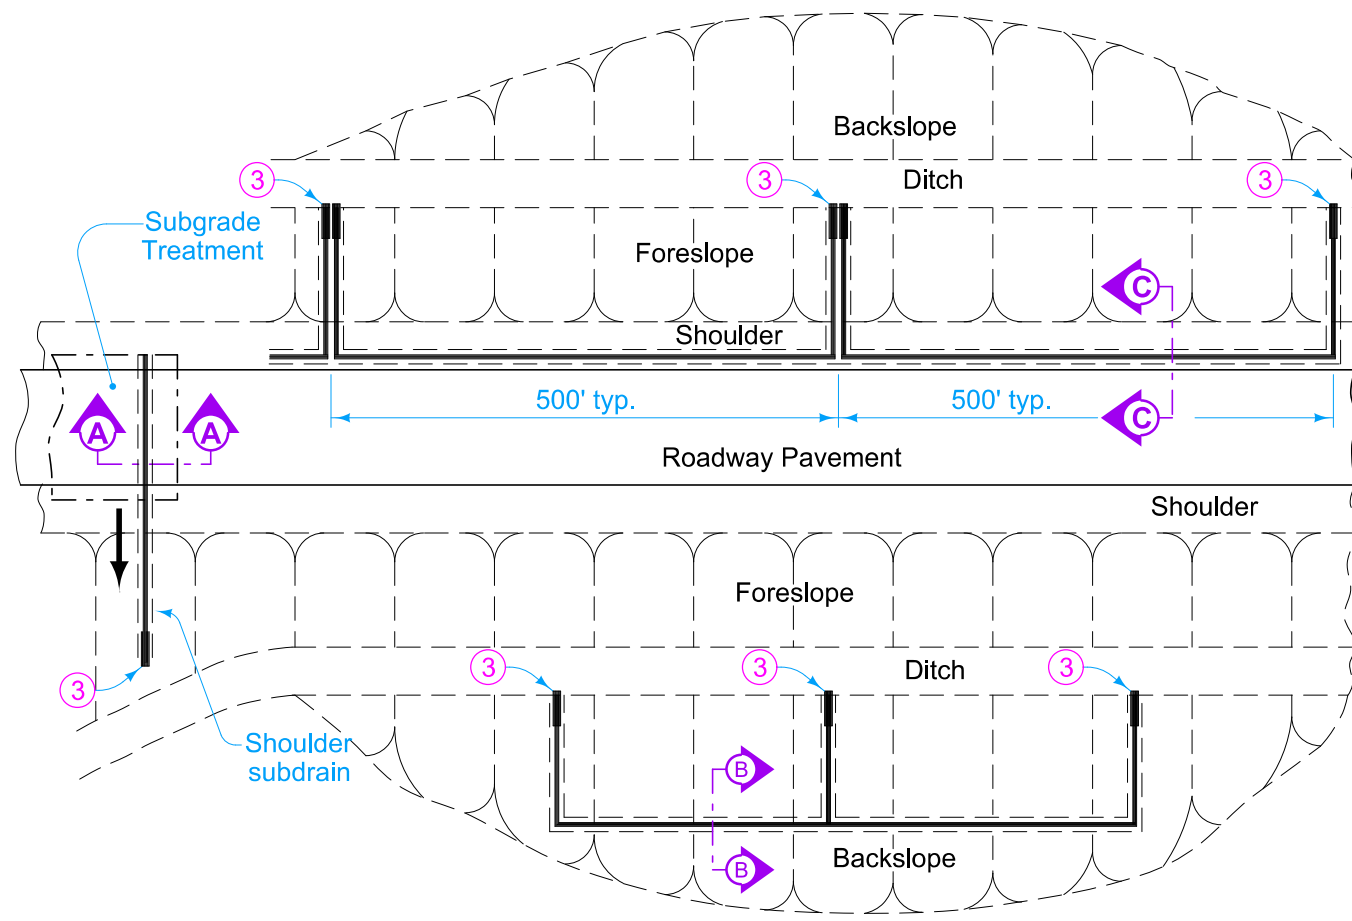 Backslope
3
3
3
Ditch
Subgrade
Treatment
Foreslope
C
Shoulder
500' typ.
500' typ.
C
A
A
Roadway Pavement
Shoulder
Foreslope
3
3
3
3
Ditch
Shoulder
subdrain
B
Backslope
B